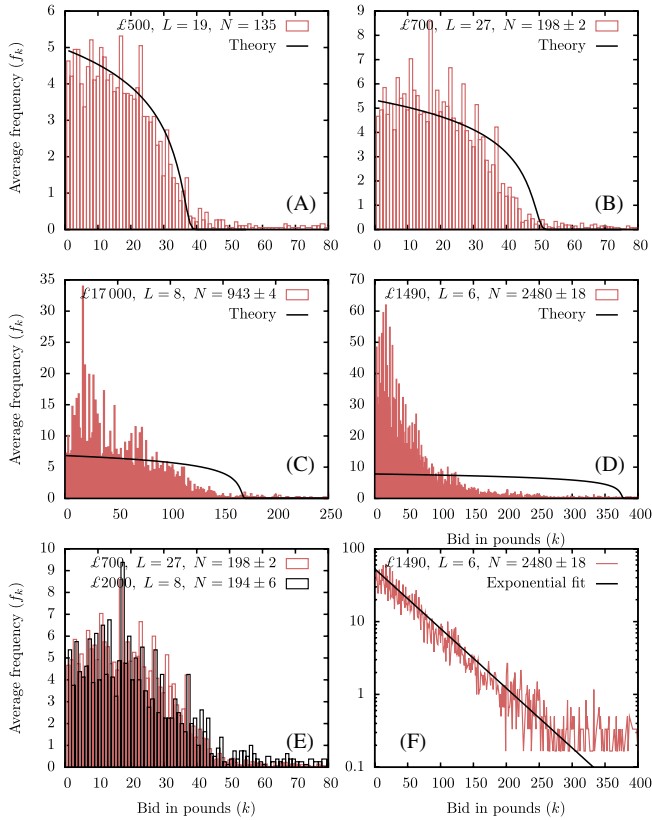 £500, L = 19, N = 135
Theory
Average frequency (f_k)
6
5
4
3
2
1
0
0 10 20 30 40 50 60 70 80
(A)
£700, L = 27, N = 198 ± 2
Theory
9
8
7
6
5
4
3
2
1
0
0 10 20 30 40 50 60 70 80
(B)
£17 000, L = 8, N = 943 ± 4
Theory
Average frequency (f_k)
35
30
25
20
15
10
5
0
0 50 100 150 200 250
(C)
£1490, L = 6, N = 2480 ± 18
Theory
70
60
50
40
30
20
10
0
0 50 100 150 200 250 300 350 400
Bid in pounds (k)
(D)
£700, L = 27, N = 198 ± 2
£2000, L = 8, N = 194 ± 6
Average frequency (f_k)
10
9
8
7
6
5
4
3
2
1
0
0 10 20 30 40 50 60 70 80
Bid in pounds (k)
(E)
£1490, L = 6, N = 2480 ± 18
Exponential fit
100
10
1
0.1
0 50 100 150 200 250 300 350 400
Bid in pounds (k)
(F)